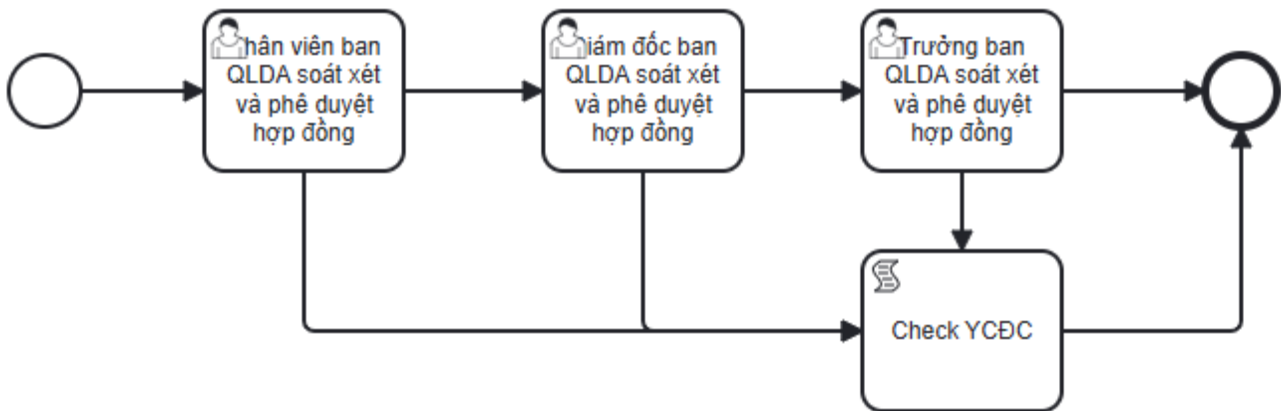 hân viên ban
QLDA soát xét
và phê duyệt
hợp đồng
iám đốc ban
QLDA soát xét
và phê duyệt
hợp đồng
Trưởng ban
QLDA soát xét
và phê duyệt
hợp đồng
Check YCĐC